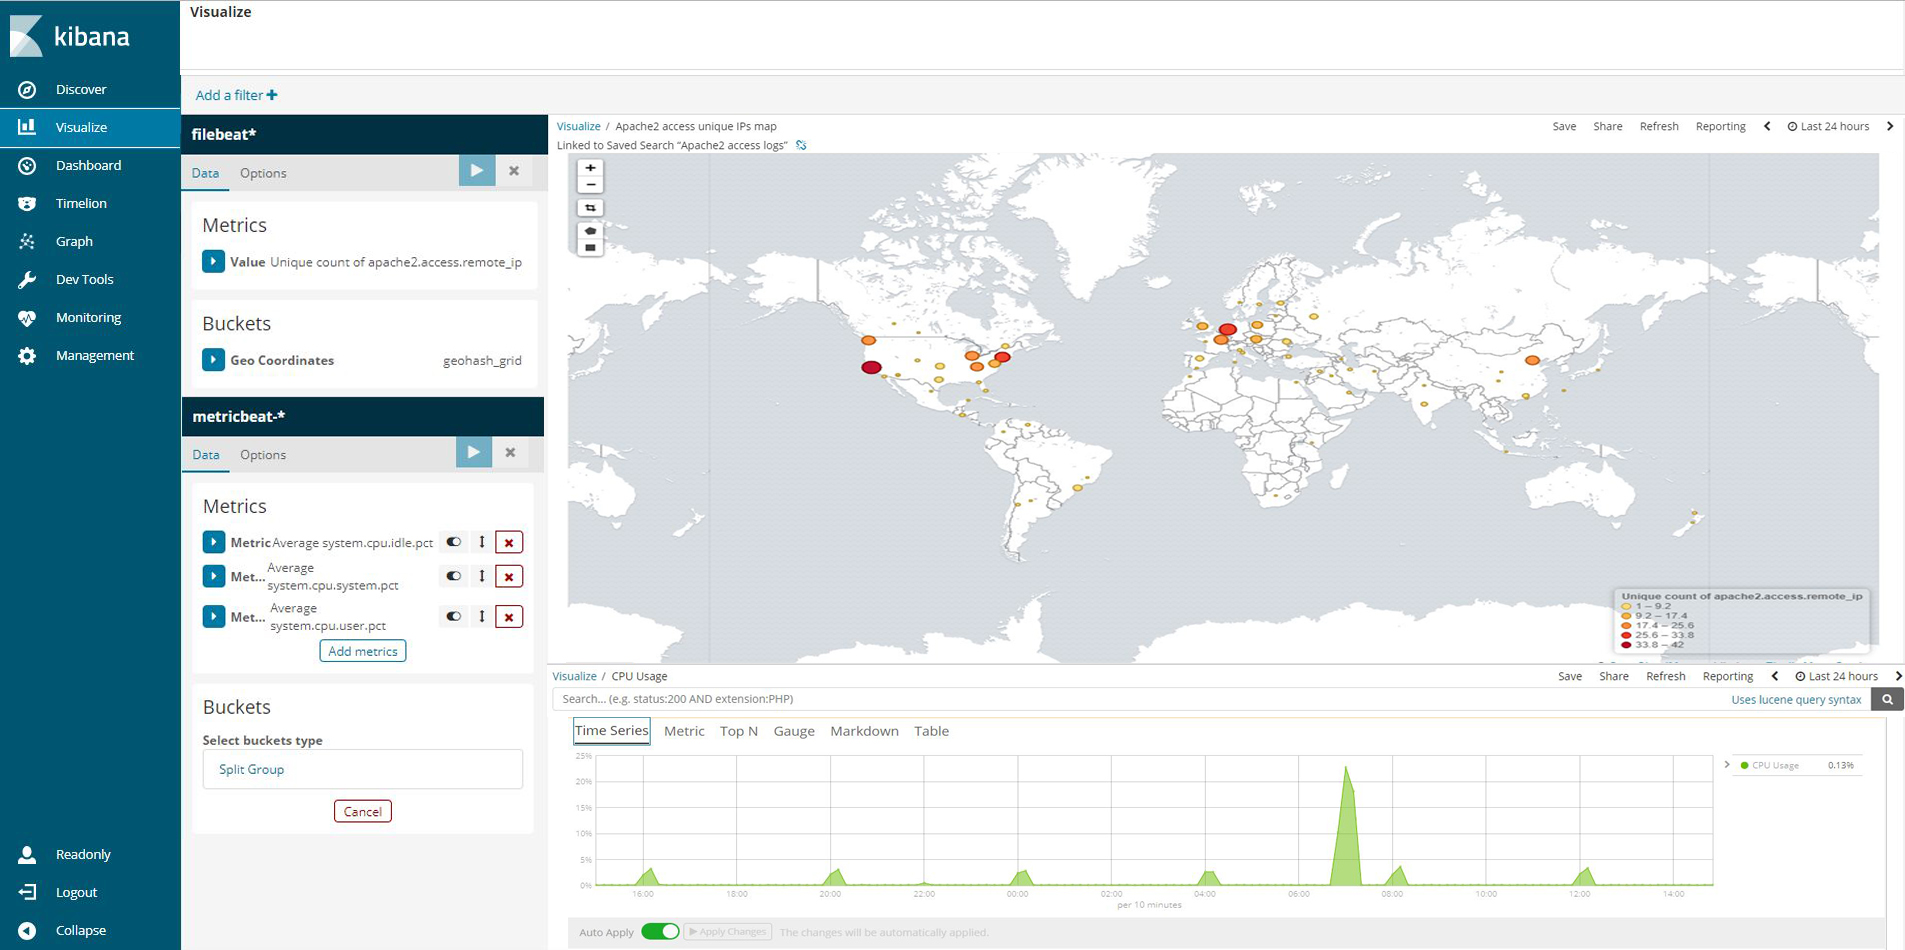 kibana
Discover
Visualize
Dashboard
Timelion
Graph
Dev Tools
Monitoring
Management
Readonly
Logout
Collapse
Visualize
Add a filter +
filebeat*
Data Options
Metrics
Value Unique count of apache2.access.remote_ip
Buckets
Geo Coordinates geohash_grid
metricbeat-*
Data Options
Metrics
Metric Average system.cpu.idle.pct
Met... Average
system.cpu.system.pct
Met... Average
system.cpu.user.pct
Add metrics
Buckets
Select buckets type
Split Group
Cancel
Visualize / Apache2 access unique IPs map
Save Share Refresh Reporting Last 24 hours
Linked to Saved Search “Apache2 access logs”
Unique count of apache2.access.remote_ip
1 – 9.2
9.2 – 17.4
17.4 – 25.6
25.6 – 33.8
33.8 – 42
Visualize / CPU Usage
Save Share Refresh Reporting Last 24 hours
Search... (e.g. status:200 AND extension:PHP)
Uses lucene query syntax
Time Series Metric Top N Gauge Markdown Table
25%
20%
15%
10%
5%
0%
16:00 18:00 20:00 22:00 00:00 02:00 04:00 06:00 08:00 10:00 12:00 14:00
per 10 minutes
CPU Usage 0.13%
Auto Apply Apply Changes The changes will be automatically applied.